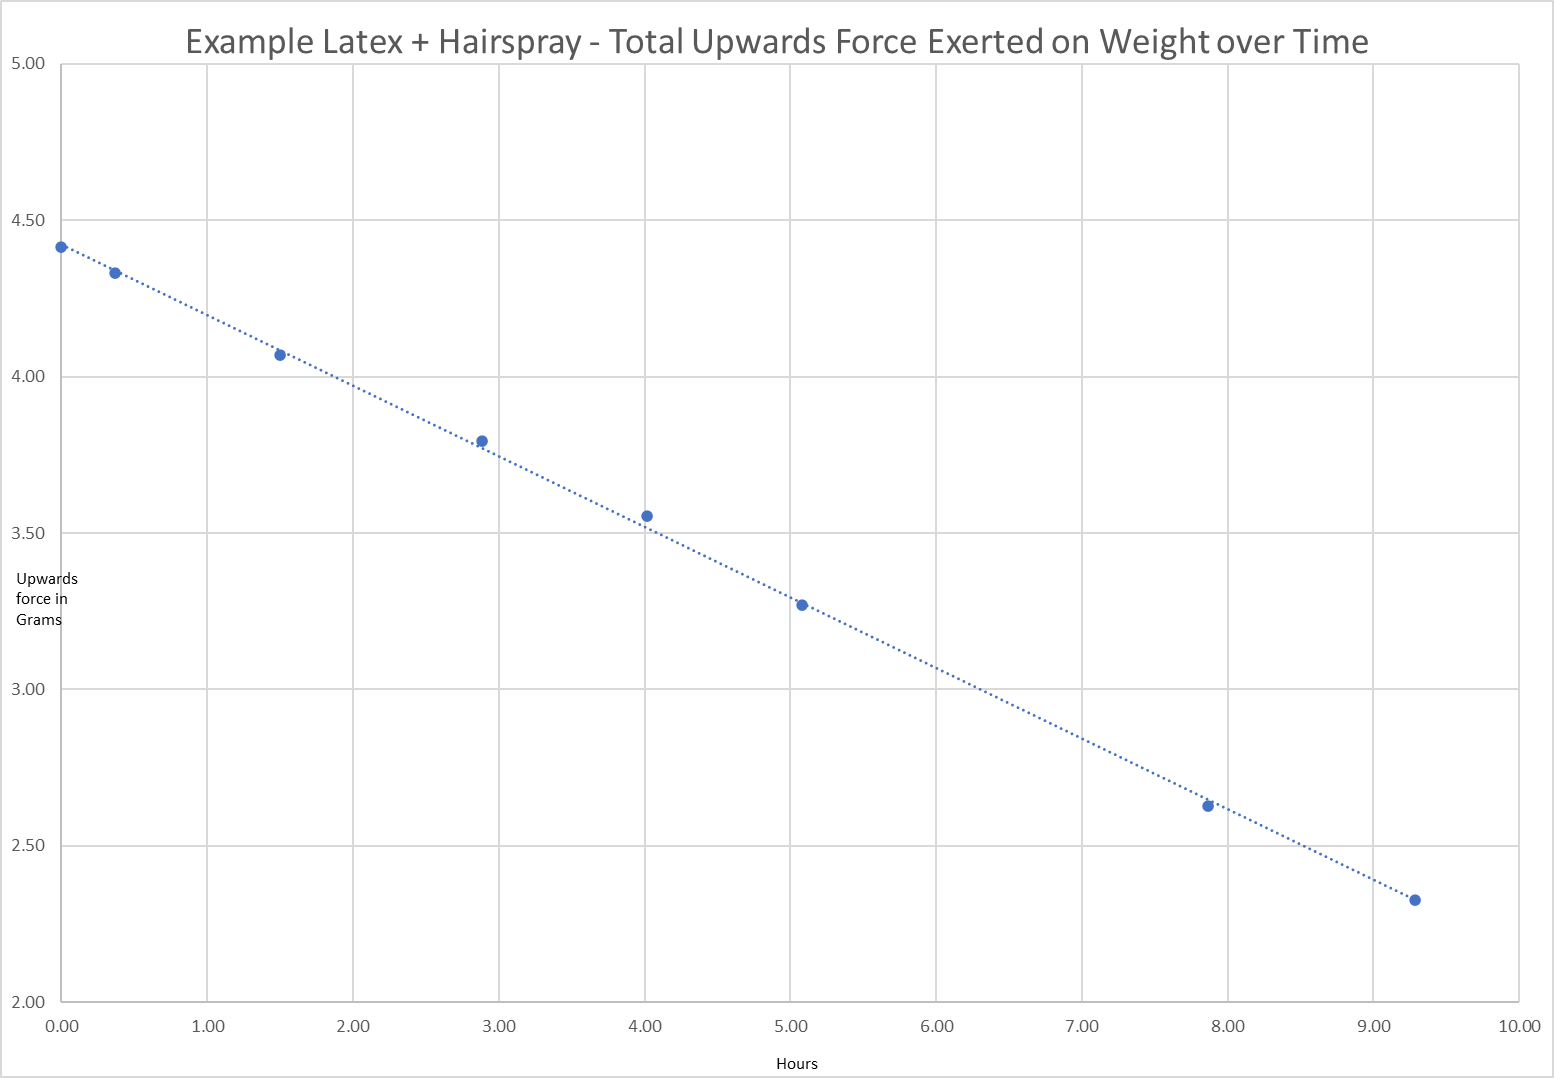 Example Latex + Hairspray - Total Upwards Force Exerted on Weight over Time
5.00
4.50
4.00
3.50
Upwards
force in
Grams
3.00
2.50
2.00
0.00 1.00 2.00 3.00 4.00 5.00 6.00 7.00 8.00 9.00 10.00
Hours